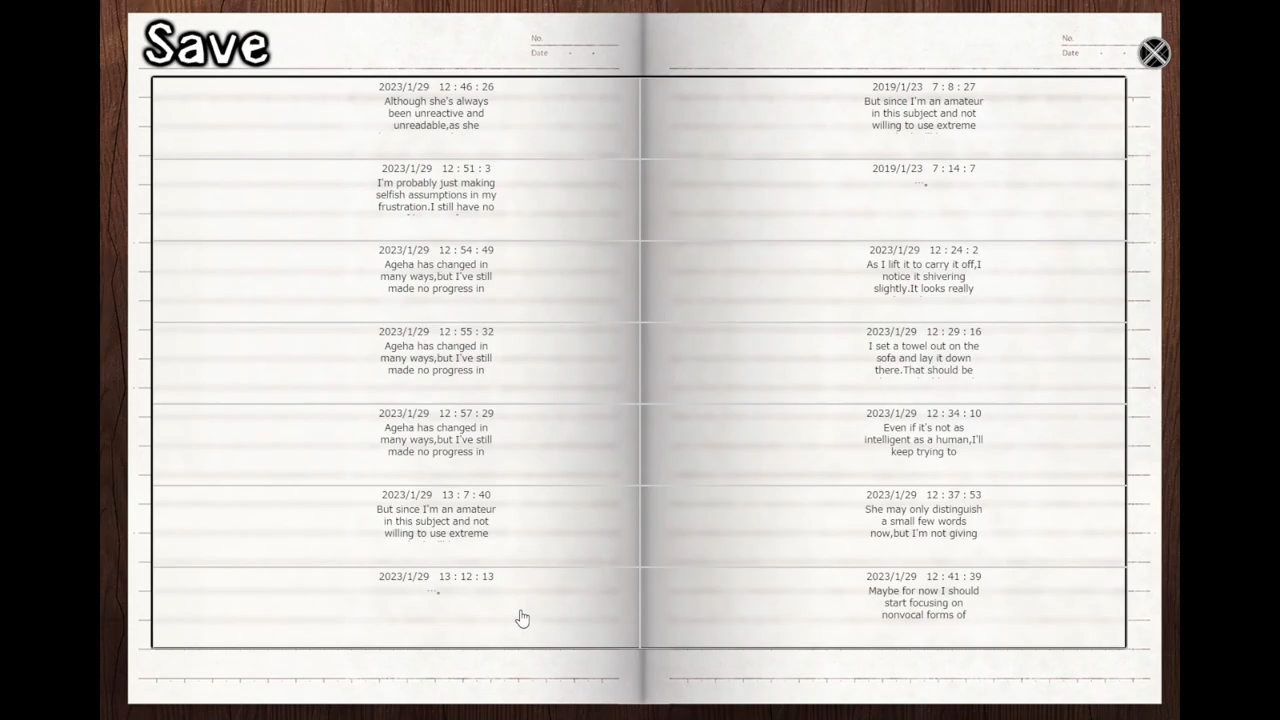 Save
No.
Date
2023/1/29 12 : 46 : 26
Although she's always
been unreactive and
unreadable,as she
2023/1/29 12 : 51 : 3
I'm probably just making
selfish assumptions in my
frustration.I still have no
2023/1/29 12 : 54 : 49
Ageha has changed in
many ways,but I've still
made no progress in
2023/1/29 12 : 55 : 32
Ageha has changed in
many ways,but I've still
made no progress in
2023/1/29 12 : 57 : 29
Ageha has changed in
many ways,but I've still
made no progress in
2023/1/29 13 : 7 : 40
But since I'm an amateur
in this subject and not
willing to use extreme
2023/1/29 13 : 12 : 13
…。
No.
Date
2019/1/23 7 : 8 : 27
But since I'm an amateur
in this subject and not
willing to use extreme
2019/1/23 7 : 14 : 7
…。
2023/1/29 12 : 24 : 2
As I lift it to carry it off,I
notice it shivering
slightly.It looks really
2023/1/29 12 : 29 : 16
I set a towel out on the
sofa and lay it down
there.That should be
2023/1/29 12 : 34 : 10
Even if it's not as
intelligent as a human,I'll
keep trying to
2023/1/29 12 : 37 : 53
She may only distinguish
a small few words
now,but I'm not giving
2023/1/29 12 : 41 : 39
Maybe for now I should
start focusing on
nonvocal forms of